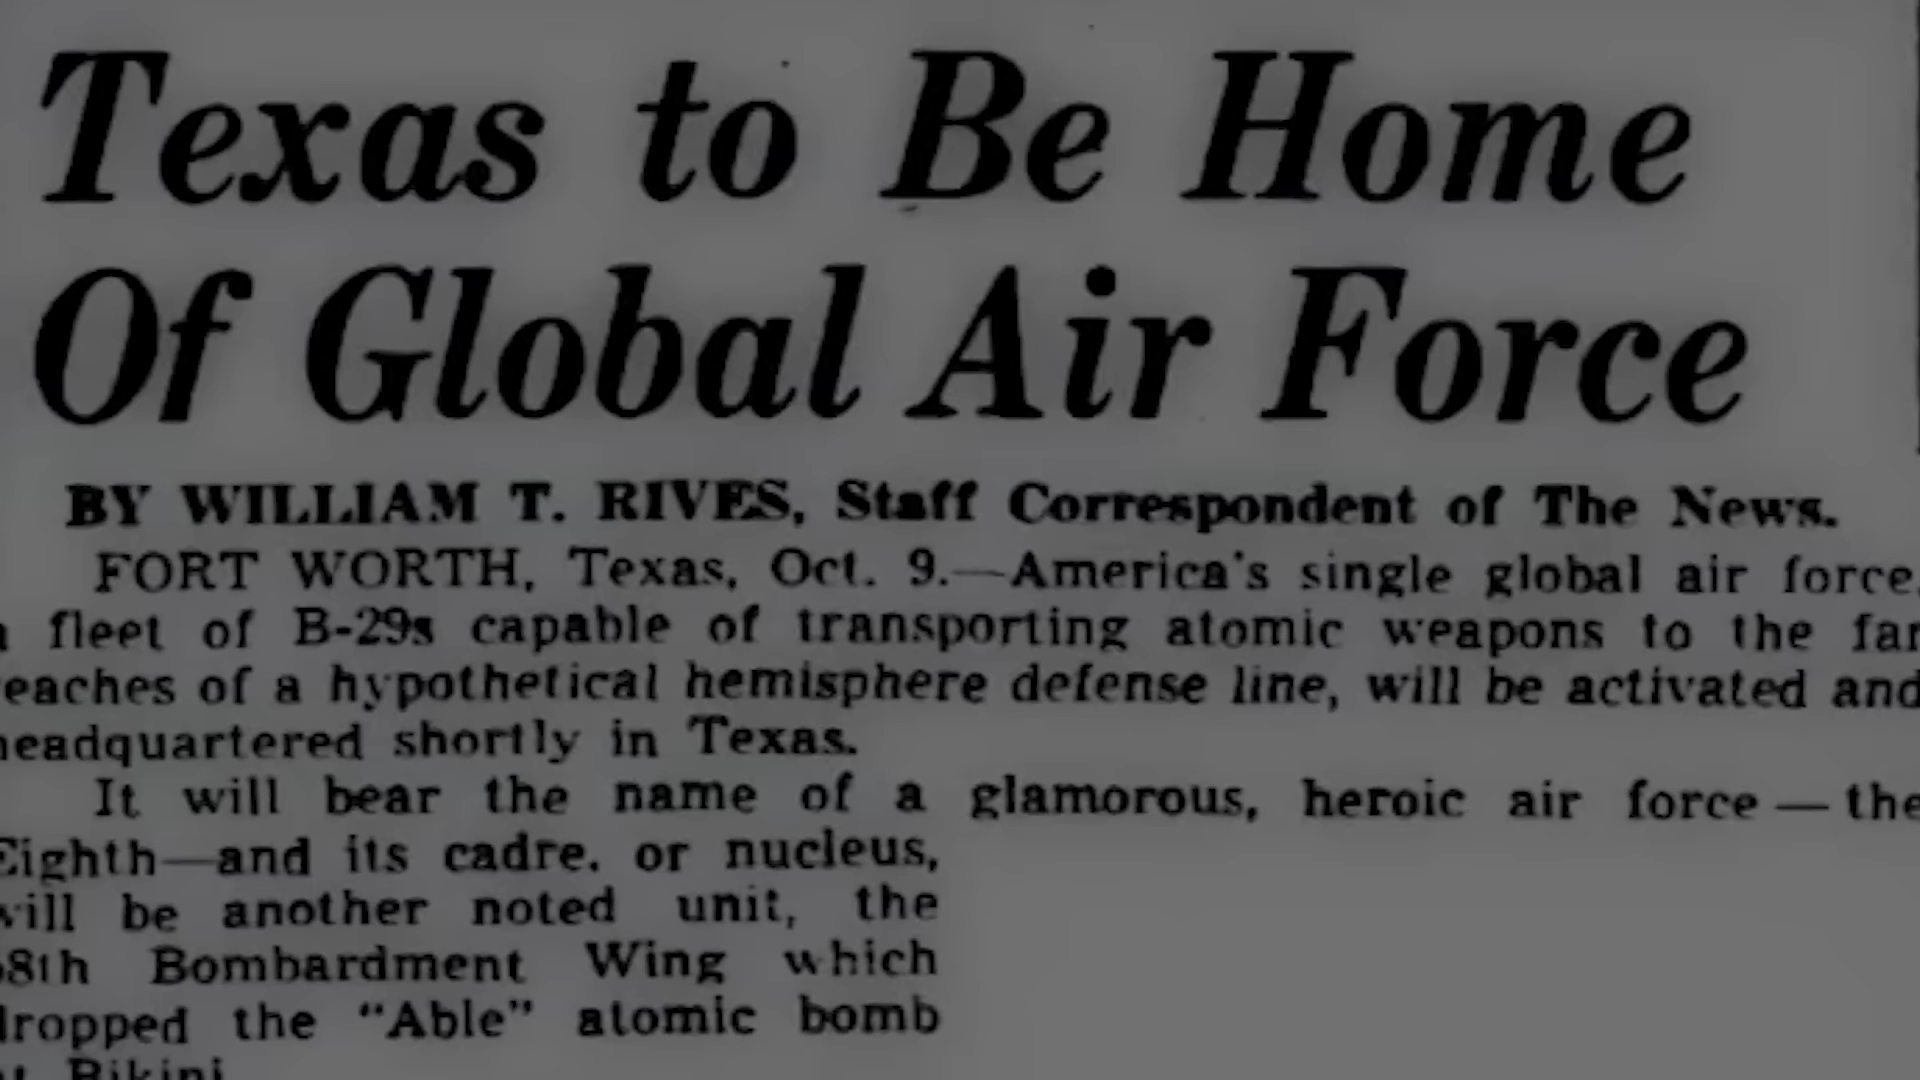 Texas to Be Home
Of Global Air Force
BY WILLIAM T. RIVES, Staff Correspondent of The News.
FORT WORTH, Texas, Oct. 9.—America's single global air force,
fleet of B-29s capable of transporting atomic weapons to the far
eaches of a hypothetical hemisphere defense line, will be activated and
eadquartered shortly in Texas.
It will bear the name of a glamorous, heroic air force — the
Eighth—and its cadre. or nucleus,
will be another noted unit, the
8th Bombardment Wing which
dropped the "Able" atomic bomb
Bikini